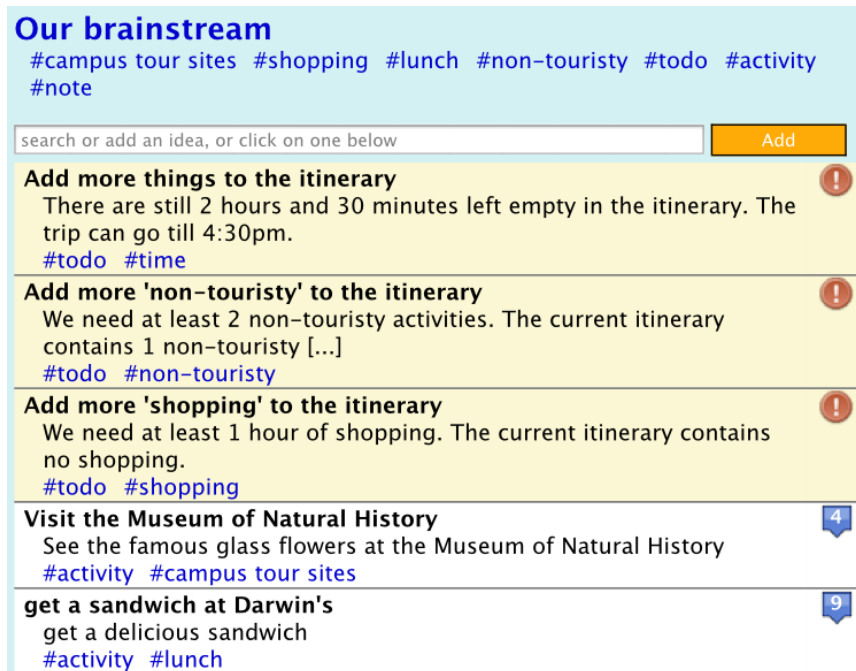 Our brainstream
#campus tour sites #shopping #lunch #non-touristy #todo #activity
#note
search or add an idea, or click on one below Add
Add more things to the itinerary !
There are still 2 hours and 30 minutes left empty in the itinerary. The
trip can go till 4:30pm.
#todo #time
Add more 'non-touristy' to the itinerary !
We need at least 2 non-touristy activities. The current itinerary
contains 1 non-touristy [...]
#todo #non-touristy
Add more 'shopping' to the itinerary !
We need at least 1 hour of shopping. The current itinerary contains
no shopping.
#todo #shopping
Visit the Museum of Natural History 4
See the famous glass flowers at the Museum of Natural History
#activity #campus tour sites
get a sandwich at Darwin's 9
get a delicious sandwich
#activity #lunch